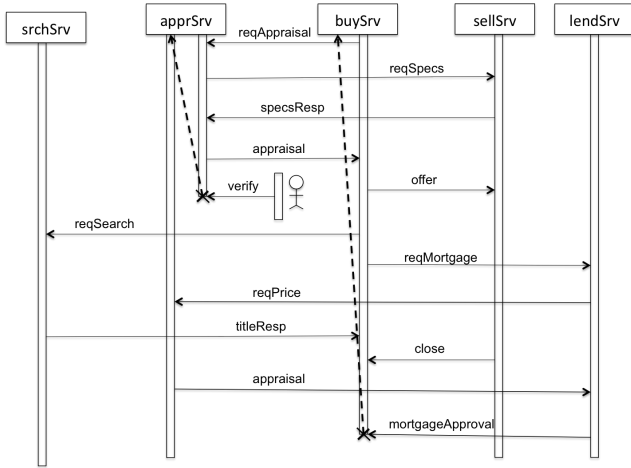 srchSrv
apprSrv
buySrv
sellSrv
lendSrv
reqAppraisal
reqSpecs
specsResp
appraisal
verify
offer
reqSearch
reqMortgage
reqPrice
titleResp
close
appraisal
mortgageApproval